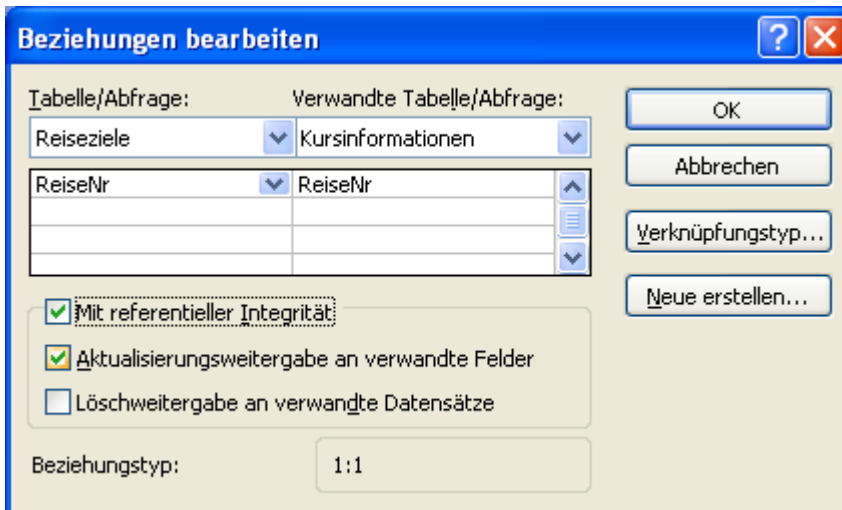 Beziehungen bearbeiten
Tabelle/Abfrage: Verwandte Tabelle/Abfrage:
Reiseziele Kursinformationen
ReiseNr ReiseNr
Mit referentieller Integrität
Aktualisierungsweitergabe an verwandte Felder
Löschweitergabe an verwandte Datensätze
Beziehungstyp: 1:1
OK
Abbrechen
Verknüpfungstyp...
Neue erstellen...